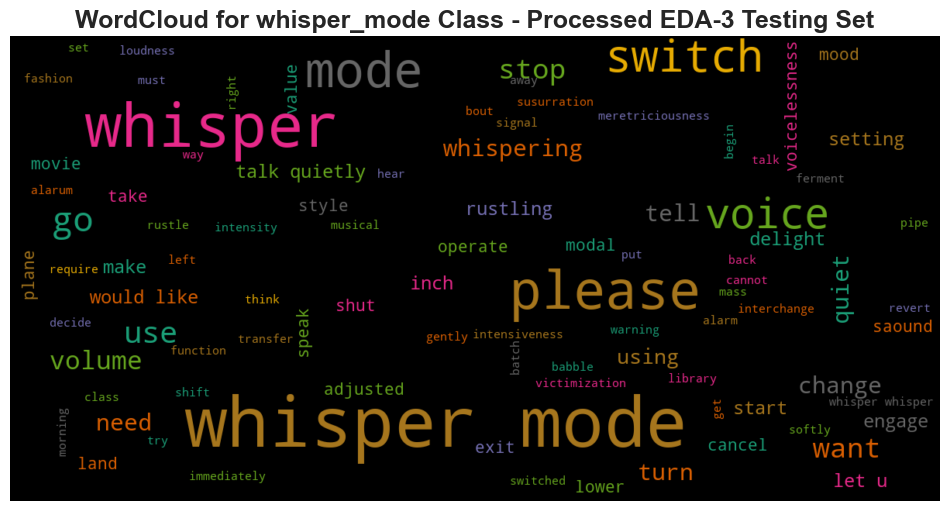 WordCloud for whisper_mode Class - Processed EDA-3 Testing Set
set
loudness
mode
stop
switch
mood
fashion
must
right
value
away
susurration
voicelessness
whisper
bout
signal
meretriciousness
begin
setting
way
whispering
talk
movie
talk quietly
hear
ferment
alarum
take
style
rustling
tell
voice
go
rustle
intensity
musical
pipe
operate
modal
delight
plane
require
make
left
put
back
quiet
inch
cannot
please
mass
would like
think
shut
interchange
revert
alarm
saound
decide
use
speak
gently
intensiveness
warning
function
transfer
batch
using
volume
babble
class
shift
adjusted
victimization
library
change
whisper mode
get
start
whisper whisper
morning
need
engage
try
softly
exit
cancel
want
land
immediately
turn
switched
lower
let u